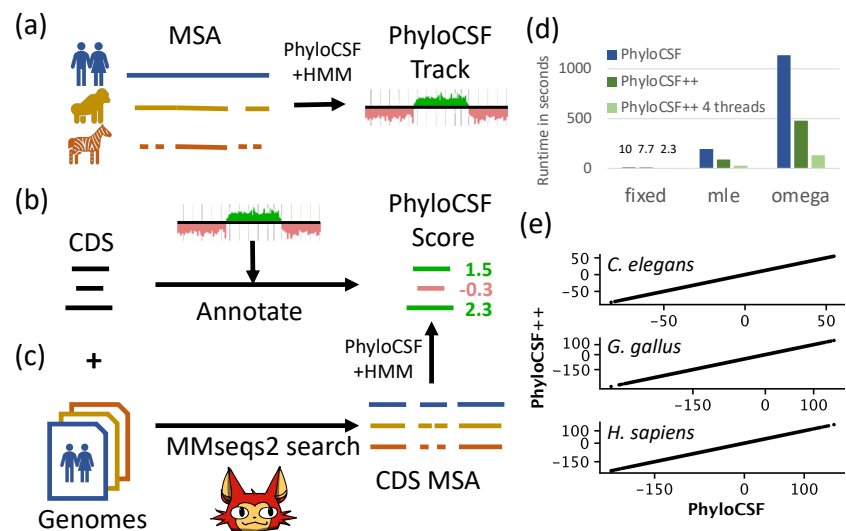 (a)
MSA
PhyloCSF
+HMM
PhyloCSF
Track
(b)
CDS
Annotate
PhyloCSF
Score
1.5
-0.3
2.3
(c)
+
Genomes
MMseqs2 search
PhyloCSF
+HMM
CDS MSA
(d)
Runtime in seconds
1000
500
0
PhyloCSF
PhyloCSF++
PhyloCSF++ 4 threads
10 7.7 2.3
fixed mle omega
(e)
PhyloCSF++
50
0
−50
C. elegans
−50 0 50
100
0
−150
G. gallus
−150 0 100
100
0
−150
H. sapiens
−150 0 100
PhyloCSF